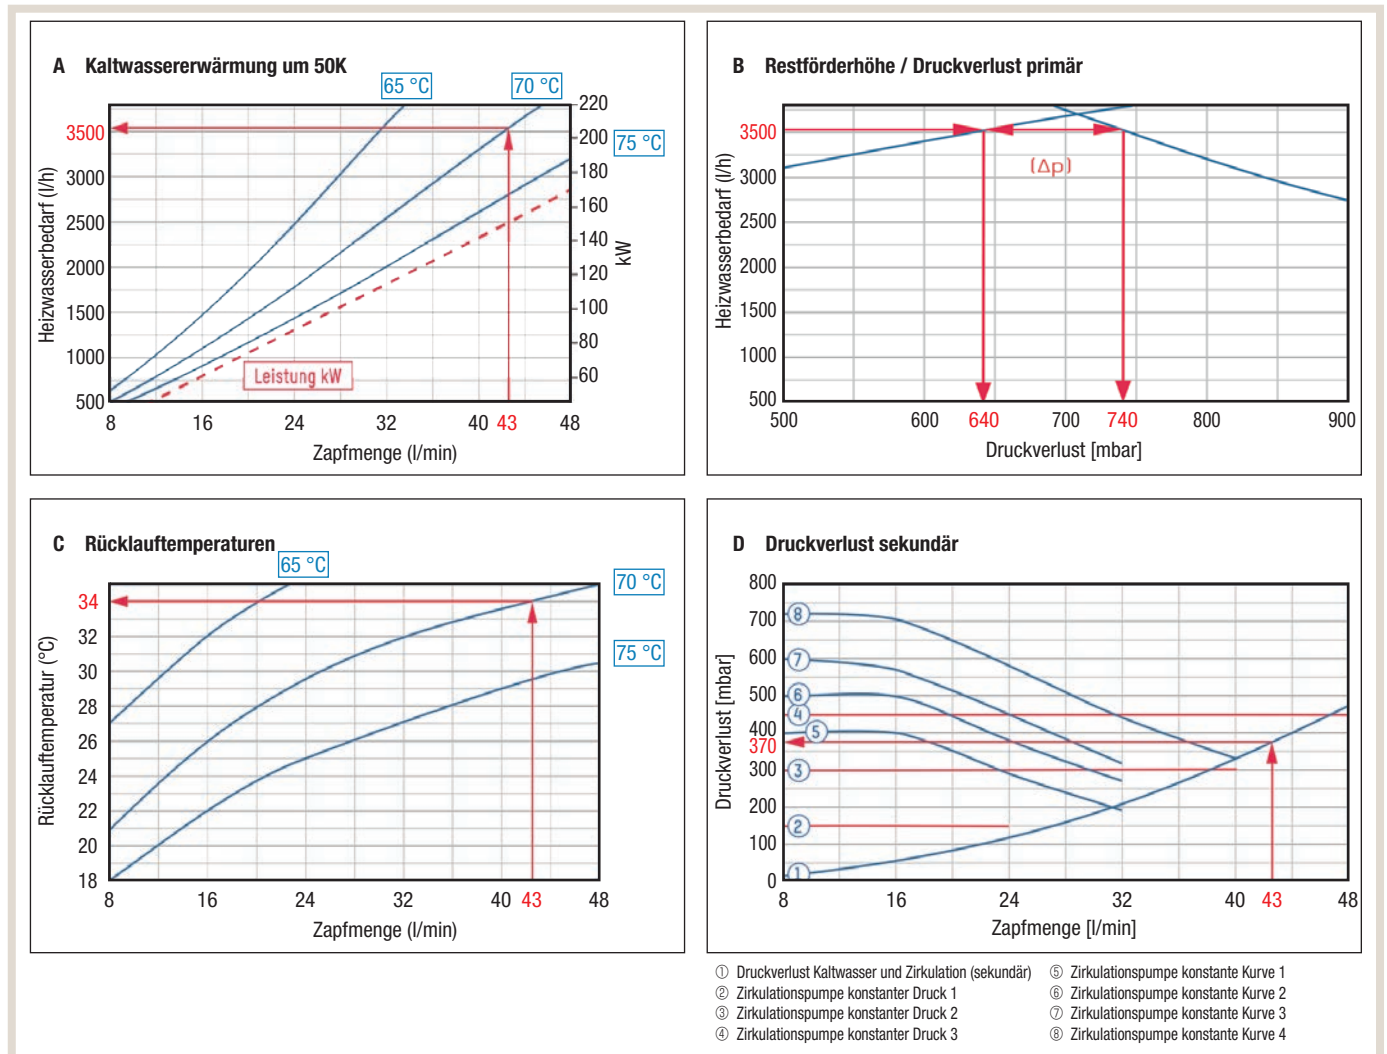 A Kaltwassererwärmung um 50K
65 °C
70 °C
75 °C
Heizwasserbedarf (l/h)
3500
3000
2500
2000
1500
1000
500
220
200
180
160
140
120
100
80
60
kW
Leistung kW
8 16 24 32 40 43 48
Zapfmenge (l/min)
B Restförderhöhe / Druckverlust primär
Heizwasserbedarf (l/h)
3500
3000
2500
2000
1500
1000
500
(Δp)
500 600 640 700 740 800 900
Druckverlust [mbar]
C Rücklauftemperaturen
65 °C
70 °C
75 °C
Rücklauftemperatur (°C)
34
32
30
28
26
24
22
20
18
8 16 24 32 40 43 48
Zapfmenge (l/min)
D Druckverlust sekundär
Druckverlust [mbar]
800
700
600
500
400
370
300
200
100
0
8
7
6
4
5
3
2
1
8 16 24 32 40 43 48
Zapfmenge [l/min]
① Druckverlust Kaltwasser und Zirkulation (sekundär)
② Zirkulationspumpe konstanter Druck 1
③ Zirkulationspumpe konstanter Druck 2
④ Zirkulationspumpe konstanter Druck 3
⑤ Zirkulationspumpe konstante Kurve 1
⑥ Zirkulationspumpe konstante Kurve 2
⑦ Zirkulationspumpe konstante Kurve 3
⑧ Zirkulationspumpe konstante Kurve 4